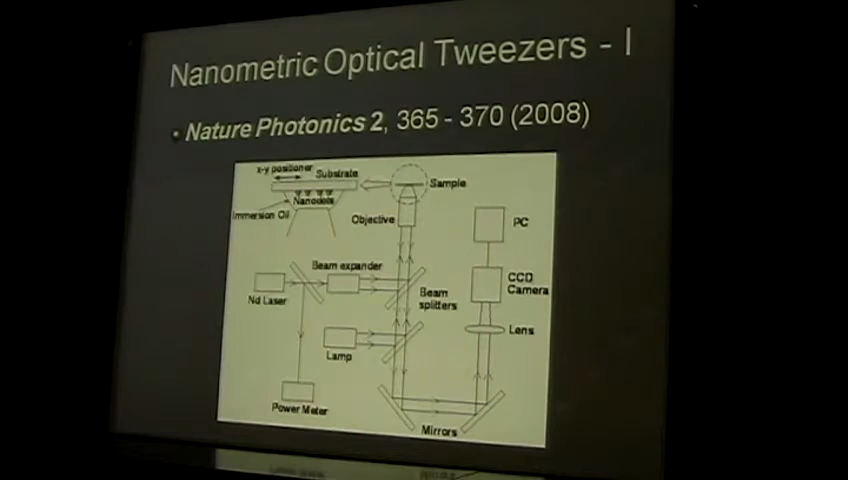 Nanometric Optical Tweezers - I
• Nature Photonics 2, 365 - 370 (2008)
x-y positioner
Substrate
Sample
Nanodots
Immersion Oil
Objective
PC
Beam expander
CCD
Camera
Nd Laser
Beam
splitters
Lens
Lamp
Power Meter
Mirrors